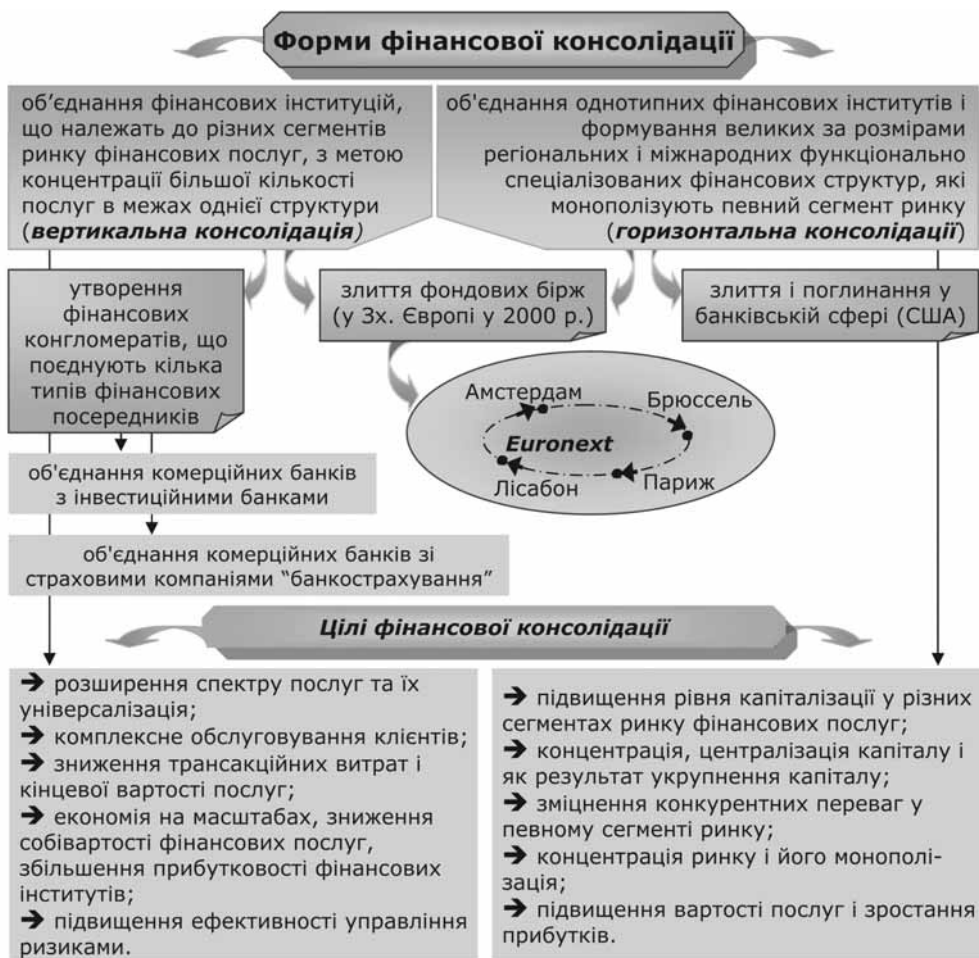 Форми фінансової консолідації
об’єднання фінансових інституцій,
що належать до різних сегментів
ринку фінансових послуг, з метою
концентрації більшої кількості
послуг в межах однієї структури
(вертикальна консолідація)
об'єднання однотипних фінансових інститутів і
формування великих за розмірами
регіональних і міжнародних функціонально
спеціалізованих фінансових структур, які
монополізують певний сегмент ринку
(горизонтальна консолідації)
утворення
фінансових
конгломератів, що
поєднують кілька
типів фінансових
посередників
злиття фондових бірж
(у Зх. Європі у 2000 р.)
злиття і поглинання у
банківській сфері (США)
Амстердам
Брюссель
Euronext
Лісабон
Париж
об'єднання комерційних банків
з інвестиційними банками
об'єднання комерційних банків зі
страховими компаніями “банкострахування”
Цілі фінансової консолідації
➔ розширення спектру послуг та їх
універсалізація;
➔ комплексне обслуговування клієнтів;
➔ зниження трансакційних витрат і
кінцевої вартості послуг;
➔ економія на масштабах, зниження
собівартості фінансових послуг,
збільшення прибутковості фінансових
інститутів;
➔ підвищення ефективності управління
ризиками.
➔ підвищення рівня капіталізації у різних
сегментах ринку фінансових послуг;
➔ концентрація, централізація капіталу і
як результат укрупнення капіталу;
➔ зміцнення конкурентних переваг у
певному сегменті ринку;
➔ концентрація ринку і його монополі-
зація;
➔ підвищення вартості послуг і зростання
прибутків.